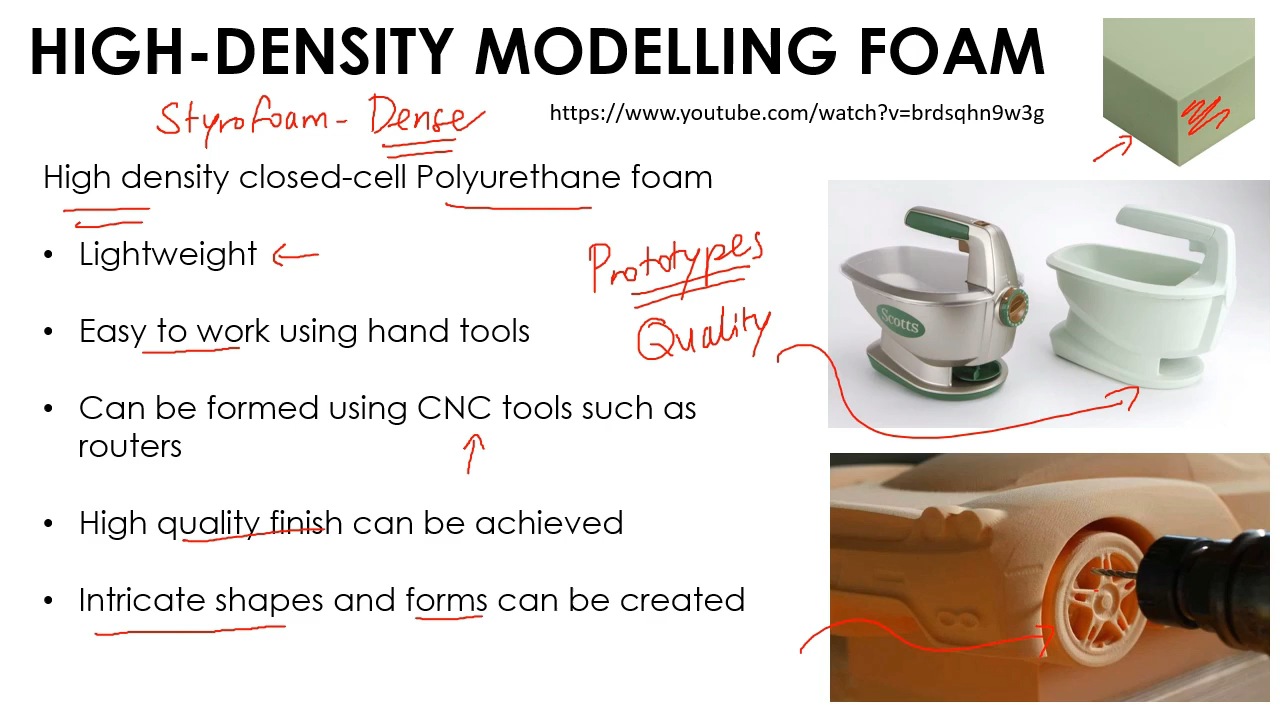 HIGH-DENSITY MODELLING FOAM
Styrofoam - Dense
https://www.youtube.com/watch?v=brdsqhn9w3g
High density closed-cell Polyurethane foam
• Lightweight
Prototypes
• Easy to work using hand tools
Quality
Scotts
• Can be formed using CNC tools such as
routers
• High quality finish can be achieved
• Intricate shapes and forms can be created